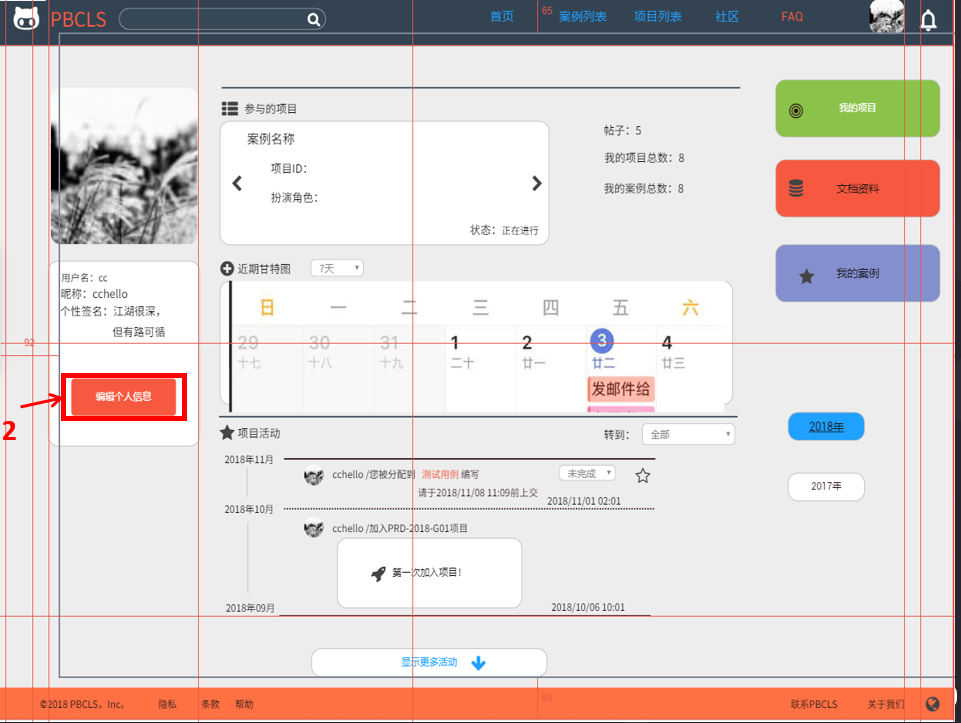 PBCLS
首页
65
案例列表
项目列表
社区
FAQ
参与的项目
案例名称
项目ID：
扮演角色：
状态：正在进行
帖子：5
我的项目总数：8
我的案例总数：8
我的项目
文档资料
我的案例
用户名：cc
昵称：cchello
个性签名：江湖很深，
但有路可循
92
编辑个人信息
2
近期甘特图
7天
日 一 二 三 四 五 六
29 30 31 1 2 3 4
十七 十八 十九 二十 廿一 廿二 廿三
发邮件给
项目活动
转到：
全部
2018年
2017年
2018年11月
cchello /您被分配到 测试用例 编写
未完成
请于2018/11/08 11:09前上交
2018/11/01 02:01
2018年10月
cchello /加入PRD-2018-G01项目
第一次加入项目！
2018年09月
2018/10/06 10:01
显示更多活动
60
©2018 PBCLS，Inc。
隐私
条款
帮助
联系PBCLS
关于我们